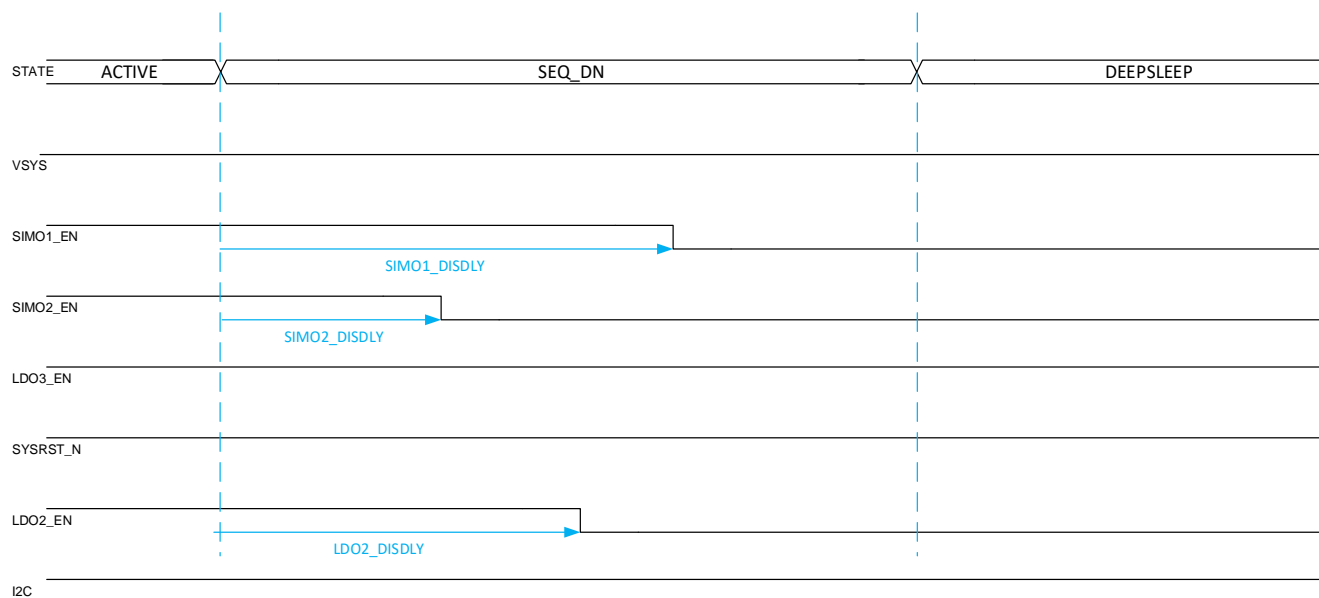 STATE ACTIVE SEQ_DN DEEPSLEEP
VSYS
SIMO1_EN
SIMO1_DISDLY
SIMO2_EN
SIMO2_DISDLY
LDO3_EN
SYSRST_N
LDO2_EN
LDO2_DISDLY
I2C